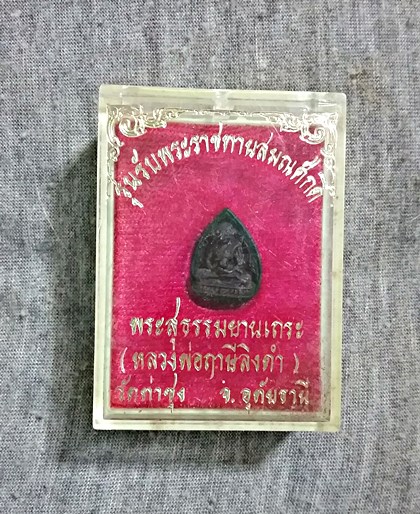 รุ่นรับพระราชทานสมณศักดิ์
พระสุธรรมยานเถระ
(หลวงพ่อฤาษีลิงดำ)
วัดท่าซุง จ.อุทัยธานี